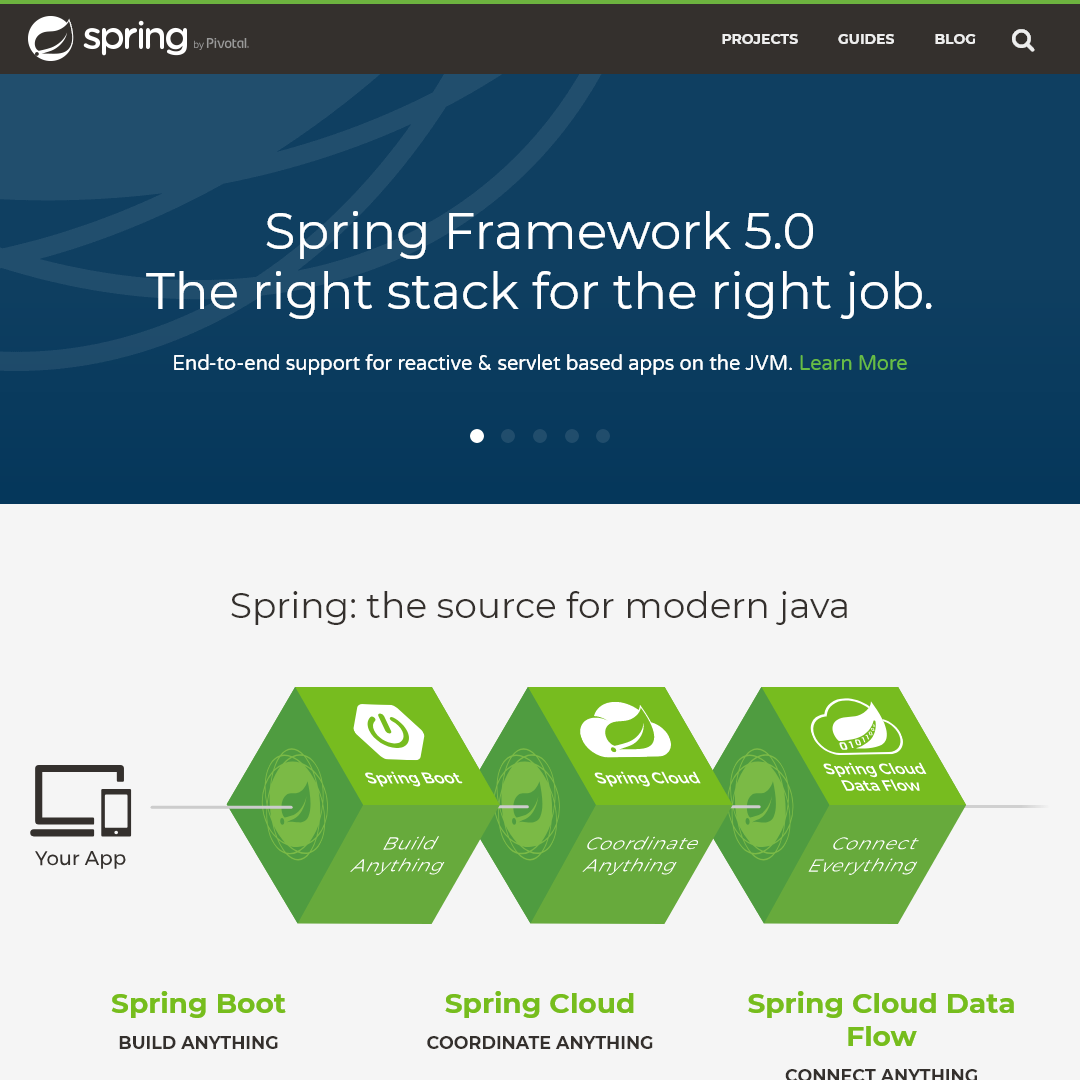 spring by Pivotal.
PROJECTS GUIDES BLOG
Spring Framework 5.0
The right stack for the right job.
End-to-end support for reactive & servlet based apps on the JVM. Learn More
Spring: the source for modern java
Your App
Spring Boot
Build
Anything
Spring Cloud
Coordinate
Anything
Spring Cloud
Data Flow
Connect
Everything
Spring Boot
BUILD ANYTHING
Spring Cloud
COORDINATE ANYTHING
Spring Cloud Data
Flow
CONNECT ANYTHING